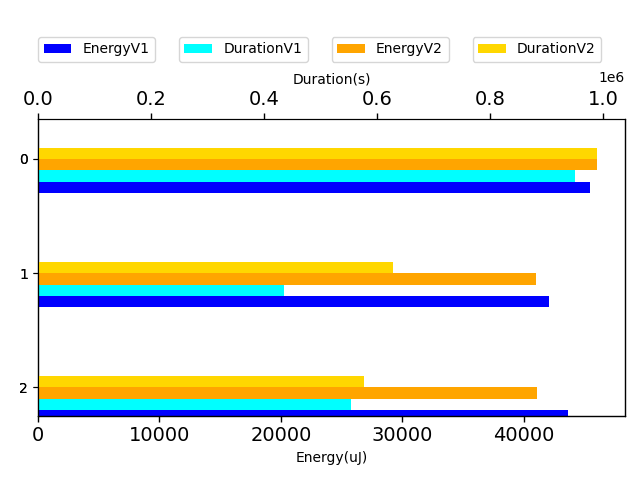 EnergyV1 DurationV1 EnergyV2 DurationV2
Duration(s)
1e6
0.0 0.2 0.4 0.6 0.8 1.0
0
1
2
0 10000 20000 30000 40000
Energy(uJ)